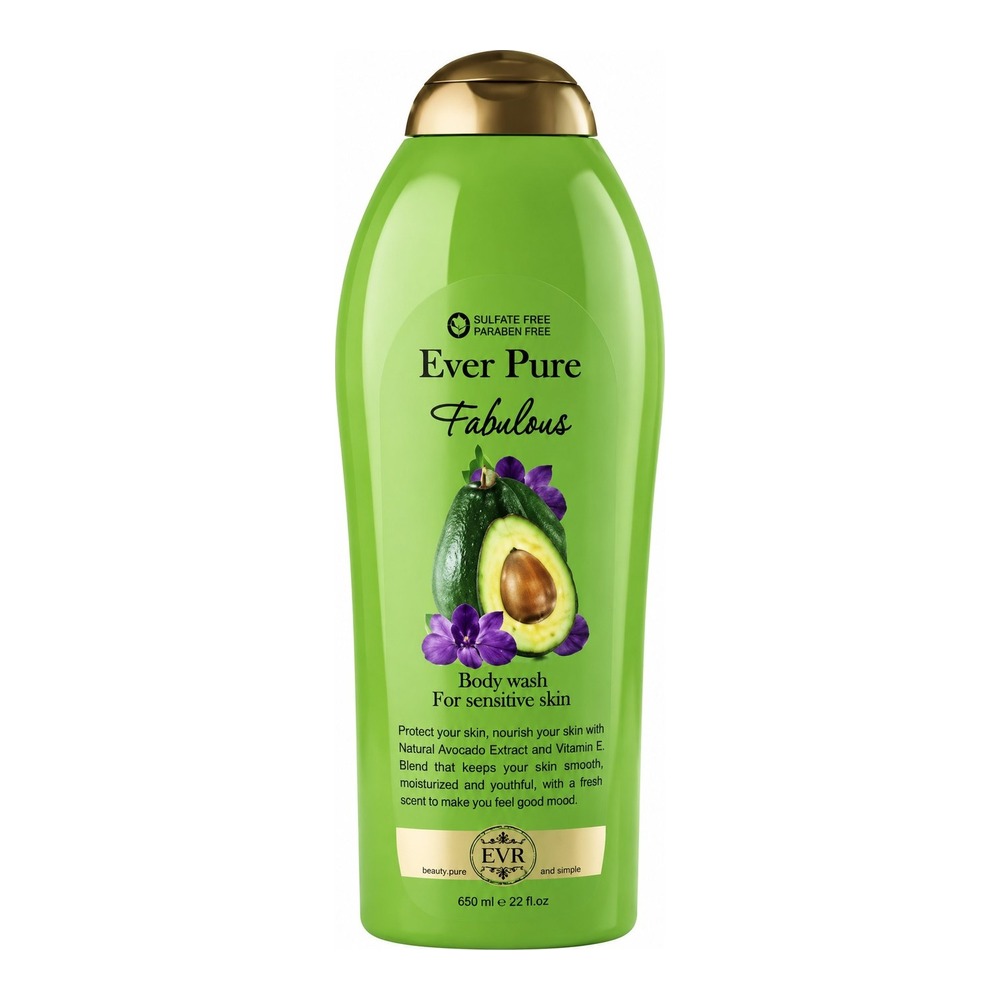 SULFATE FREE
PARABEN FREE
Ever Pure
Fabulous
Body wash
For sensitive skin
Protect your skin, nourish your skin with
Natural Avocado Extract and Vitamin E.
Blend that keeps your skin smooth,
moisturized and youthful, with a fresh
scent to make you feel good mood.
EVR
beauty.pure and simple
650 ml ℮ 22 fl.oz